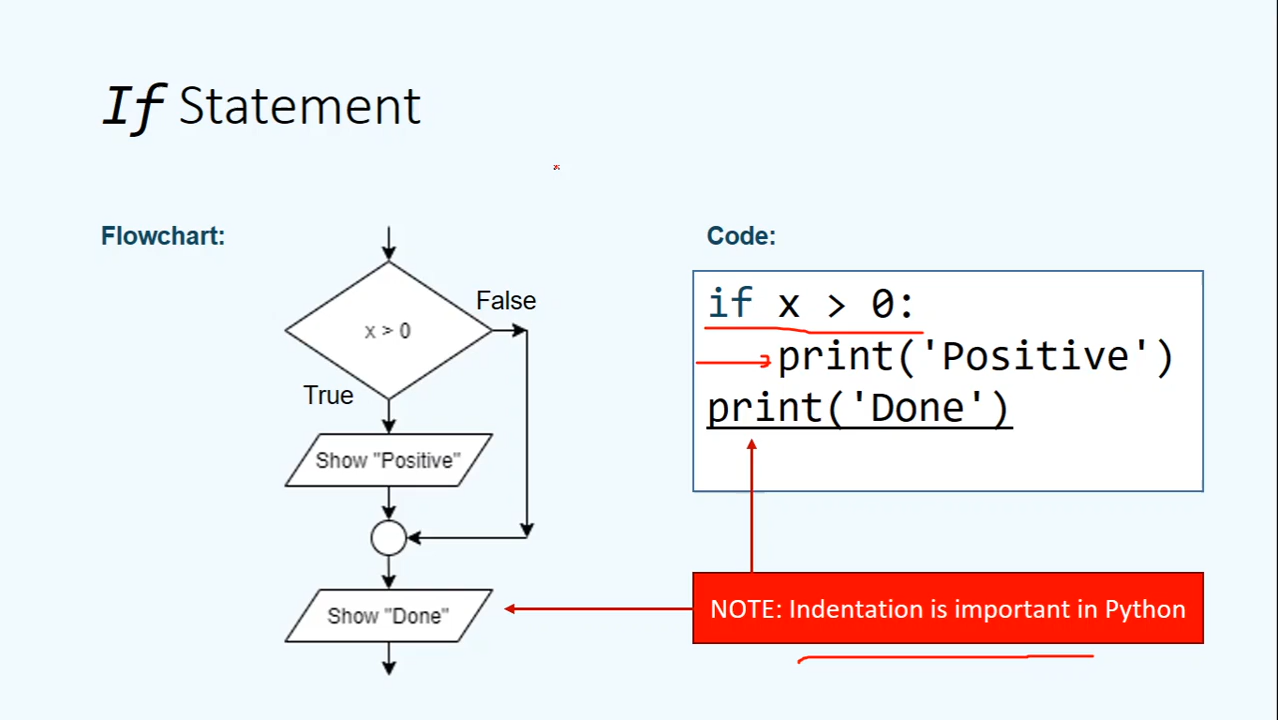 If Statement
Flowchart:
x > 0
False
True
Show "Positive"
Show "Done"
Code:
if x > 0:
    print('Positive')
print('Done')
NOTE: Indentation is important in Python